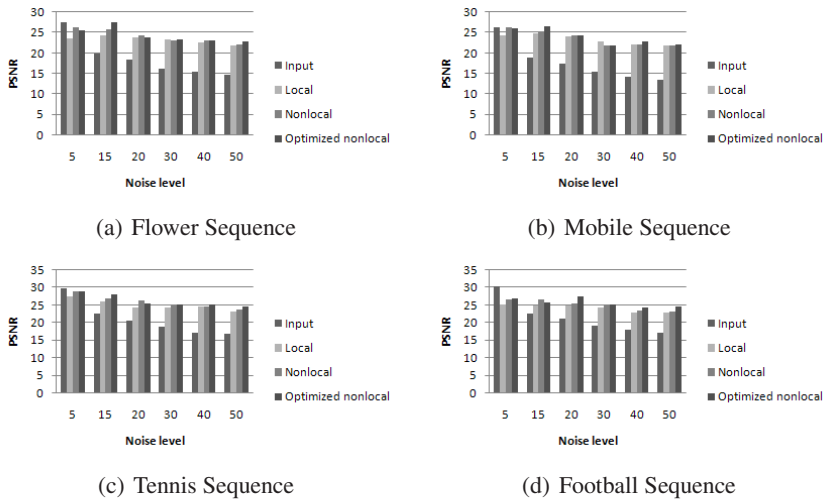 30
25
20
15
10
5
0
PSNR
5 15 20 30 40 50
Noise level
Input
Local
Nonlocal
Optimized nonlocal
(a) Flower Sequence
30
25
20
15
10
5
0
PSNR
5 15 20 30 40 50
Noise level
Input
Local
Nonlocal
Optimized nonlocal
(b) Mobile Sequence
35
30
25
20
15
10
5
0
PSNR
5 15 20 30 40 50
Noise level
Input
Local
Nonlocal
Optimized nonlocal
(c) Tennis Sequence
35
30
25
20
15
10
5
0
PSNR
5 15 20 30 40 50
Noise level
Input
Local
Nonlocal
Optimized nonlocal
(d) Football Sequence